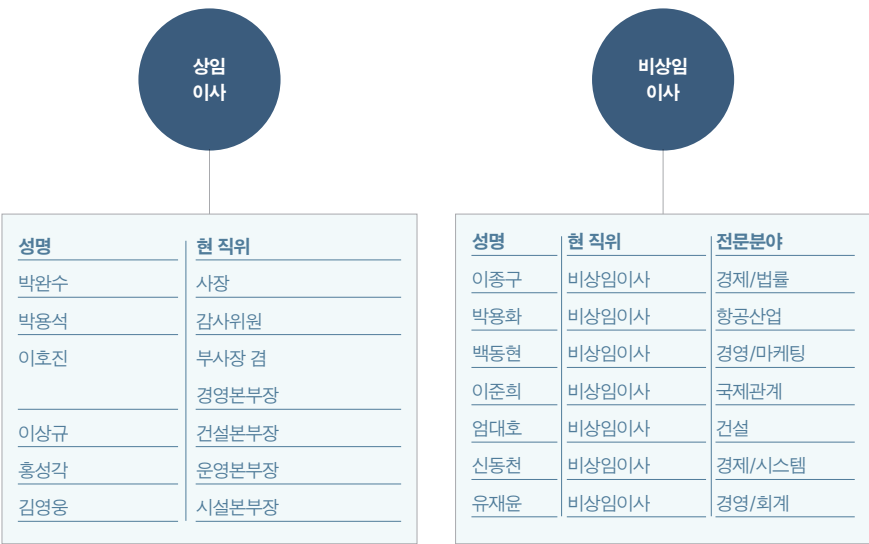 상임
이사
성명 현 직위
박완수 사장
박용석 감사위원
이호진 부사장 겸
경영본부장
이상규 건설본부장
홍성각 운영본부장
김영웅 시설본부장
비상임
이사
성명 현 직위 전문분야
이종구 비상임이사 경제/법률
박용화 비상임이사 항공산업
백동현 비상임이사 경영/마케팅
이준희 비상임이사 국제관계
엄대호 비상임이사 건설
신동천 비상임이사 경제/시스템
유재윤 비상임이사 경영/회계